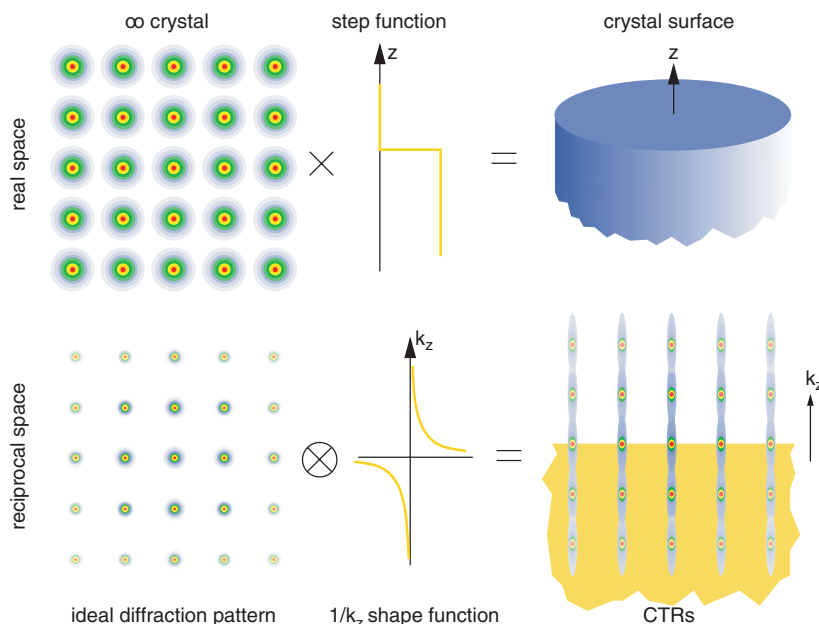 ∞ crystal
step function
crystal surface
real space
z
×
=
z
reciprocal space
k_z
⊗
=
k_z
ideal diffraction pattern
1/k_z shape function
CTRs